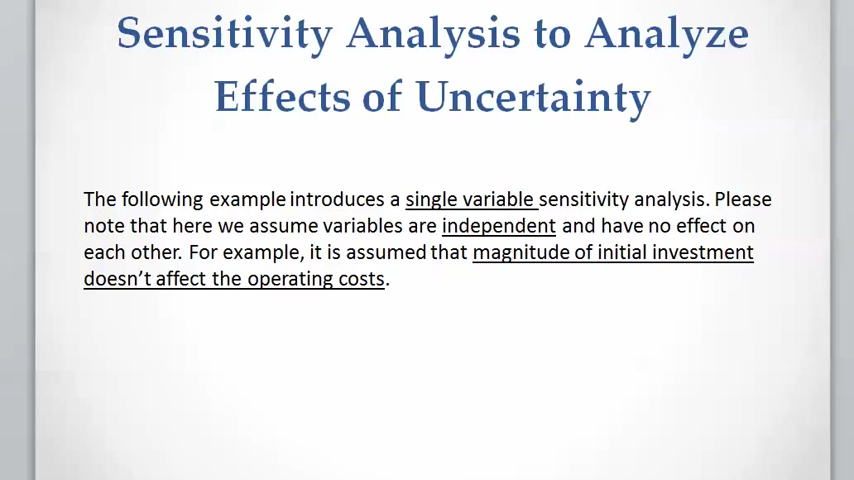 Sensitivity Analysis to Analyze
Effects of Uncertainty
The following example introduces a single variable sensitivity analysis. Please
note that here we assume variables are independent and have no effect on
each other. For example, it is assumed that magnitude of initial investment
doesn't affect the operating costs.